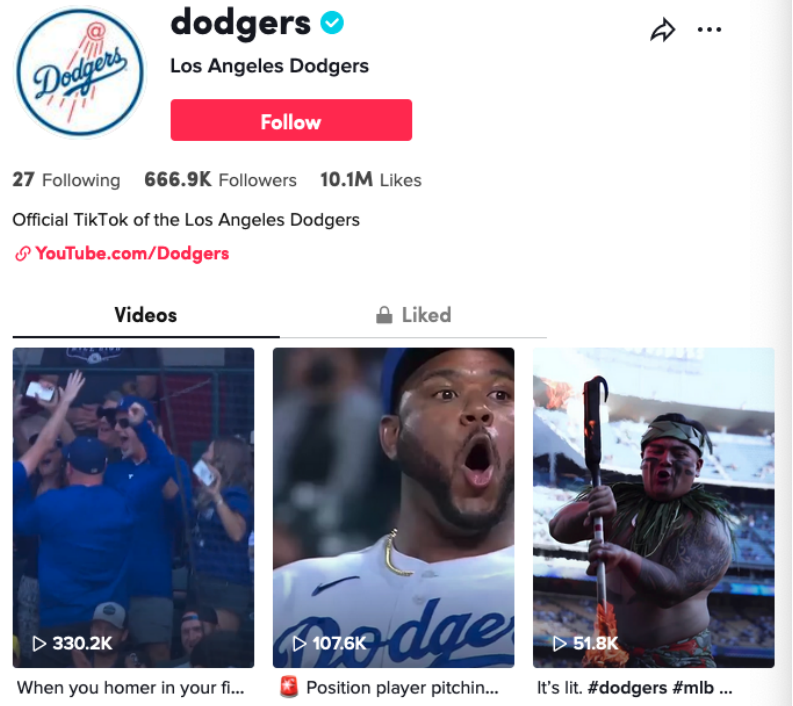 dodgers
Los Angeles Dodgers
Dodgers
Follow
27 Following 666.9K Followers 10.1M Likes
Official TikTok of the Los Angeles Dodgers
YouTube.com/Dodgers
Videos Liked
Dodge
330.2K 107.6K 51.8K
When you homer in your fi... Position player pitchin... It's lit. #dodgers #mlb ...